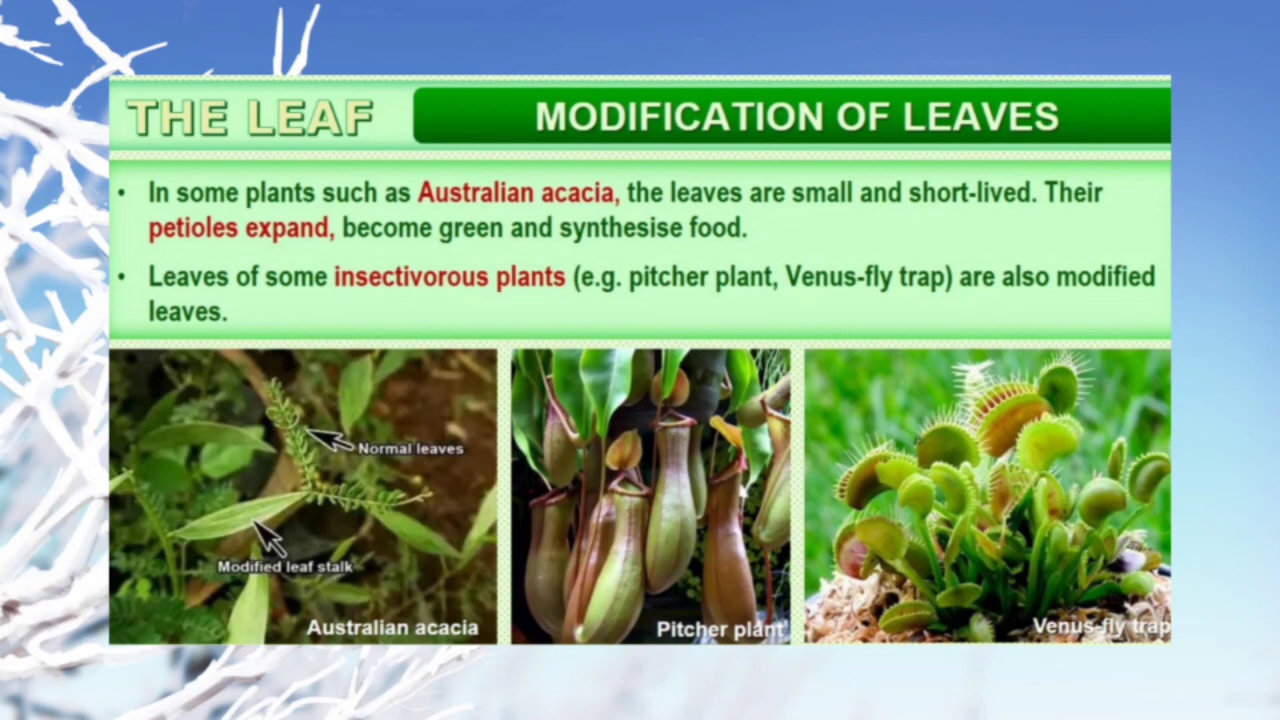 THE LEAF
MODIFICATION OF LEAVES
• In some plants such as Australian acacia, the leaves are small and short-lived. Their
petioles expand, become green and synthesise food.
• Leaves of some insectivorous plants (e.g. pitcher plant, Venus-fly trap) are also modified
leaves.
Normal leaves
Modified leaf stalk
Australian acacia
Pitcher plant
Venus-fly trap